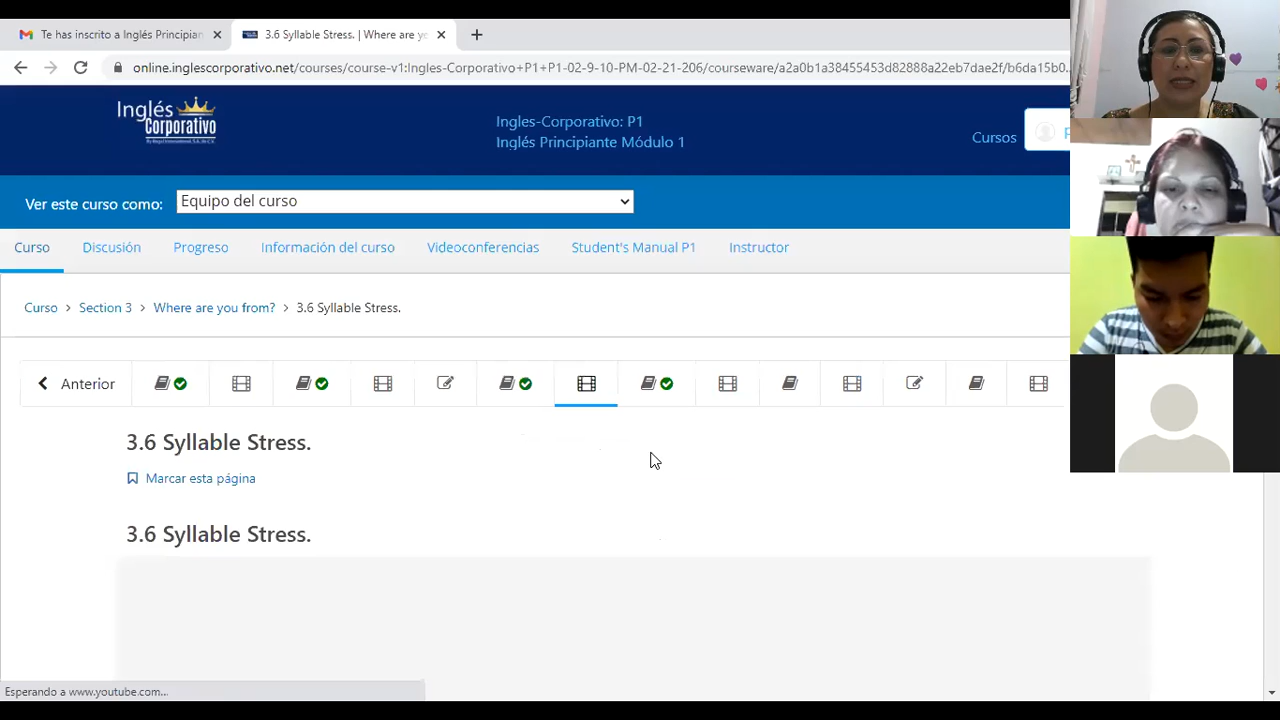 Te has inscrito a Inglés Principian
3.6 Syllable Stress. | Where are yo
online.inglescorporativo.net/courses/course-v1:Ingles-Corporativo+P1+P1-02-9-10-PM-02-21-206/courseware/a2a0b1a38455453d82888a22eb7dae2f/b6da15b0...
Inglés
Corporativo
Ingles-Corporativo: P1
Inglés Principiante Módulo 1
Cursos
p
Ver este curso como:
Equipo del curso
Curso
Discusión
Progreso
Información del curso
Videoconferencias
Student's Manual P1
Instructor
Curso > Section 3 > Where are you from? > 3.6 Syllable Stress.
Anterior
3.6 Syllable Stress.
Marcar esta página
3.6 Syllable Stress.
Esperando a www.youtube.com...